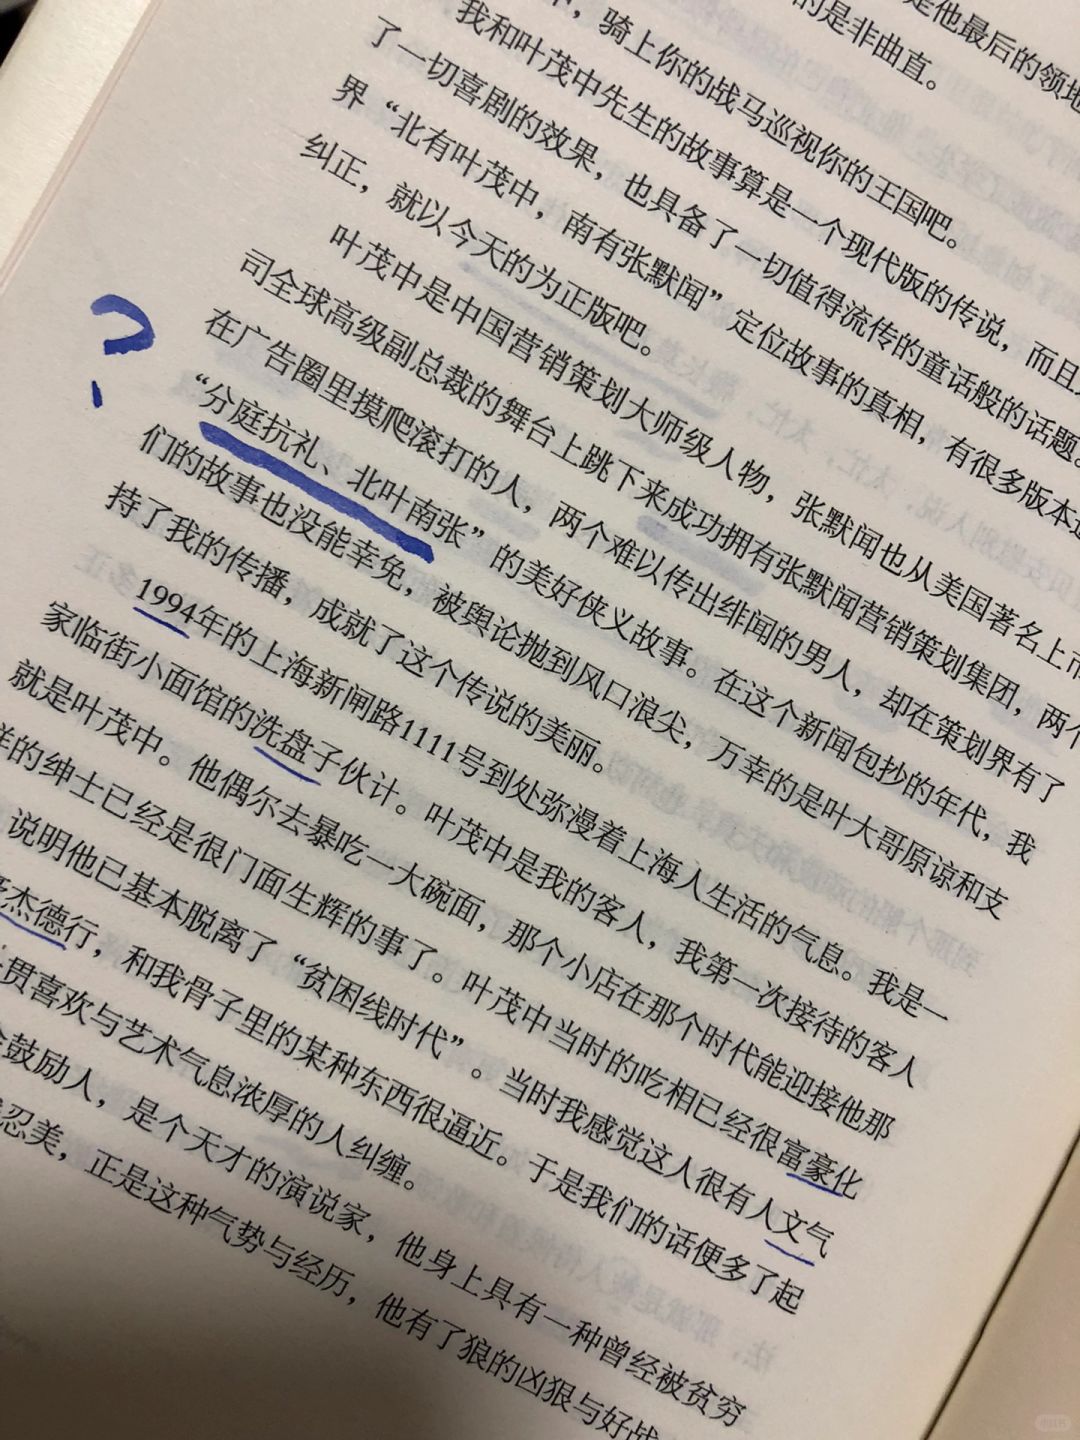 是他最后的领地
的是非曲直。
，骑上你的战马巡视你的王国吧。
我和叶茂中先生的故事算是一个现代版的传说，而且
了一切喜剧的效果，也具备了一切值得流传的童话般的话题。
界“北有叶茂中，南有张默闻”定位故事的真相，有很多版本
纠正，就以今天的为正版吧。
叶茂中是中国营销策划大师级人物，张默闻也从美国著名上市
司全球高级副总裁的舞台上跳下来成功拥有张默闻营销策划集团，两个
在广告圈里摸爬滚打的人，两个难以传出绯闻的男人，却在策划界有了
“分庭抗礼、北叶南张”的美好侠义故事。在这个新闻包抄的年代，我
们的故事也没能幸免，被舆论抛到风口浪尖，万幸的是叶大哥原谅和支
持了我的传播，成就了这个传说的美丽。
1994年的上海新闸路1111号到处弥漫着上海人生活的气息。我是一
家临街小面馆的洗盘子伙计。叶茂中是我的客人，我第一次接待的客人
就是叶茂中。他偶尔去暴吃一大碗面，那个小店在那个时代能迎接他那
样的绅士已经是很门面生辉的事了。叶茂中当时的吃相已经很富豪化
说明他已基本脱离了“贫困线时代”。当时我感觉这人很有人文气
杰德行，和我骨子里的某种东西很逼近。于是我们的话便多了起
贯喜欢与艺术气息浓厚的人纠缠。
鼓励人，是个天才的演说家，他身上具有一种曾经被贫穷
忍美，正是这种气势与经历，他有了狼的凶狠与好战
?